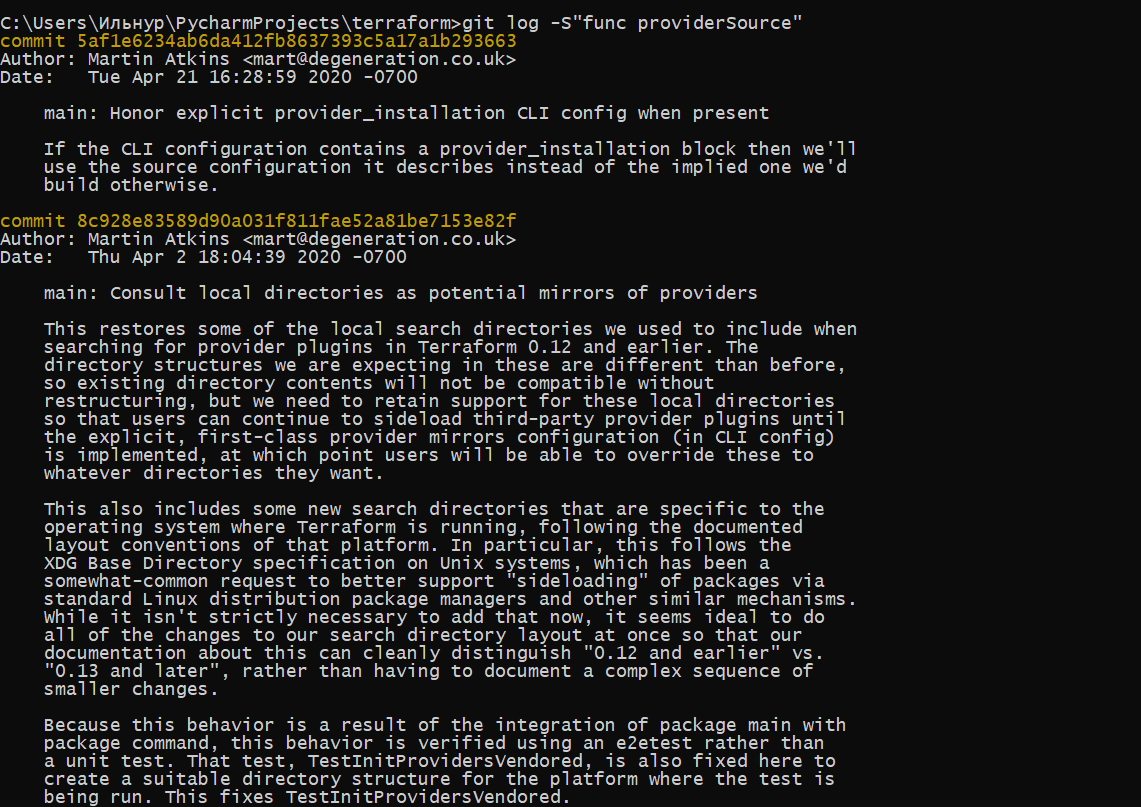 C:\Users\Ильнур\PycharmProjects\terraform>git log -S"func providerSource"
commit 5af1e6234ab6da412fb8637393c5a17a1b293663
Author: Martin Atkins <mart@degeneration.co.uk>
Date:   Tue Apr 21 16:28:59 2020 -0700
main: Honor explicit provider_installation CLI config when present
If the CLI configuration contains a provider_installation block then we'll
use the source configuration it describes instead of the implied one we'd
build otherwise.
commit 8c928e83589d90a031f811fae52a81be7153e82f
Author: Martin Atkins <mart@degeneration.co.uk>
Date:   Thu Apr 2 18:04:39 2020 -0700
main: Consult local directories as potential mirrors of providers
This restores some of the local search directories we used to include when
searching for provider plugins in Terraform 0.12 and earlier. The
directory structures we are expecting in these are different than before,
so existing directory contents will not be compatible without
restructuring, but we need to retain support for these local directories
so that users can continue to sideload third-party provider plugins until
the explicit, first-class provider mirrors configuration (in CLI config)
is implemented, at which point users will be able to override these to
whatever directories they want.
This also includes some new search directories that are specific to the
operating system where Terraform is running, following the documented
layout conventions of that platform. In particular, this follows the
XDG Base Directory specification on Unix systems, which has been a
somewhat-common request to better support "sideloading" of packages via
standard Linux distribution package managers and other similar mechanisms.
While it isn't strictly necessary to add that now, it seems ideal to do
all of the changes to our search directory layout at once so that our
documentation about this can cleanly distinguish "0.12 and earlier" vs.
"0.13 and later", rather than having to document a complex sequence of
smaller changes.
Because this behavior is a result of the integration of package main with
package command, this behavior is verified using an e2etest rather than
a unit test. That test, TestInitProvidersVendored, is also fixed here to
create a suitable directory structure for the platform where the test is
being run. This fixes TestInitProvidersVendored.